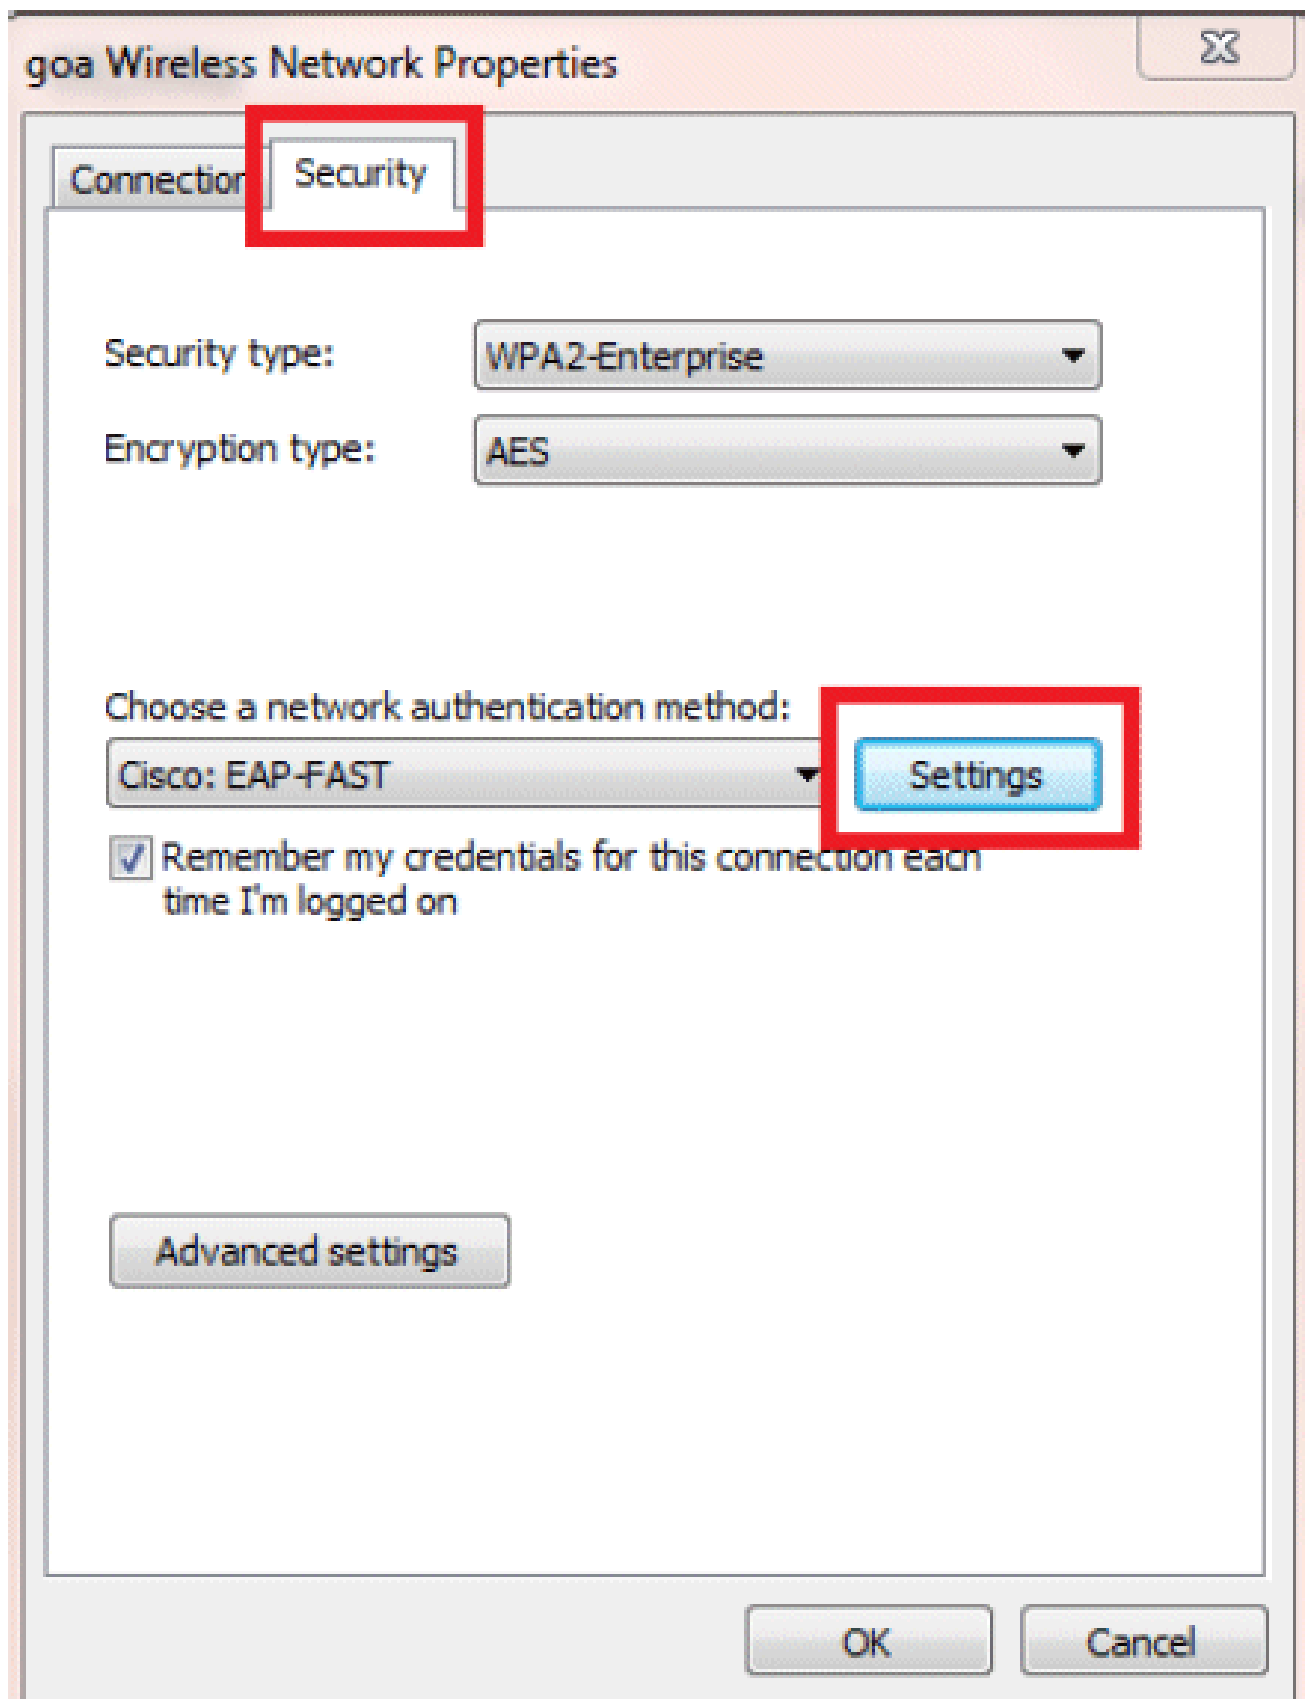 goa Wireless Network Properties
Connection
Security
Security type:
WPA2-Enterprise
Encryption type:
AES
Choose a network authentication method:
Cisco: EAP-FAST
Settings
Remember my credentials for this connection each
time I'm logged on
Advanced settings
OK
Cancel